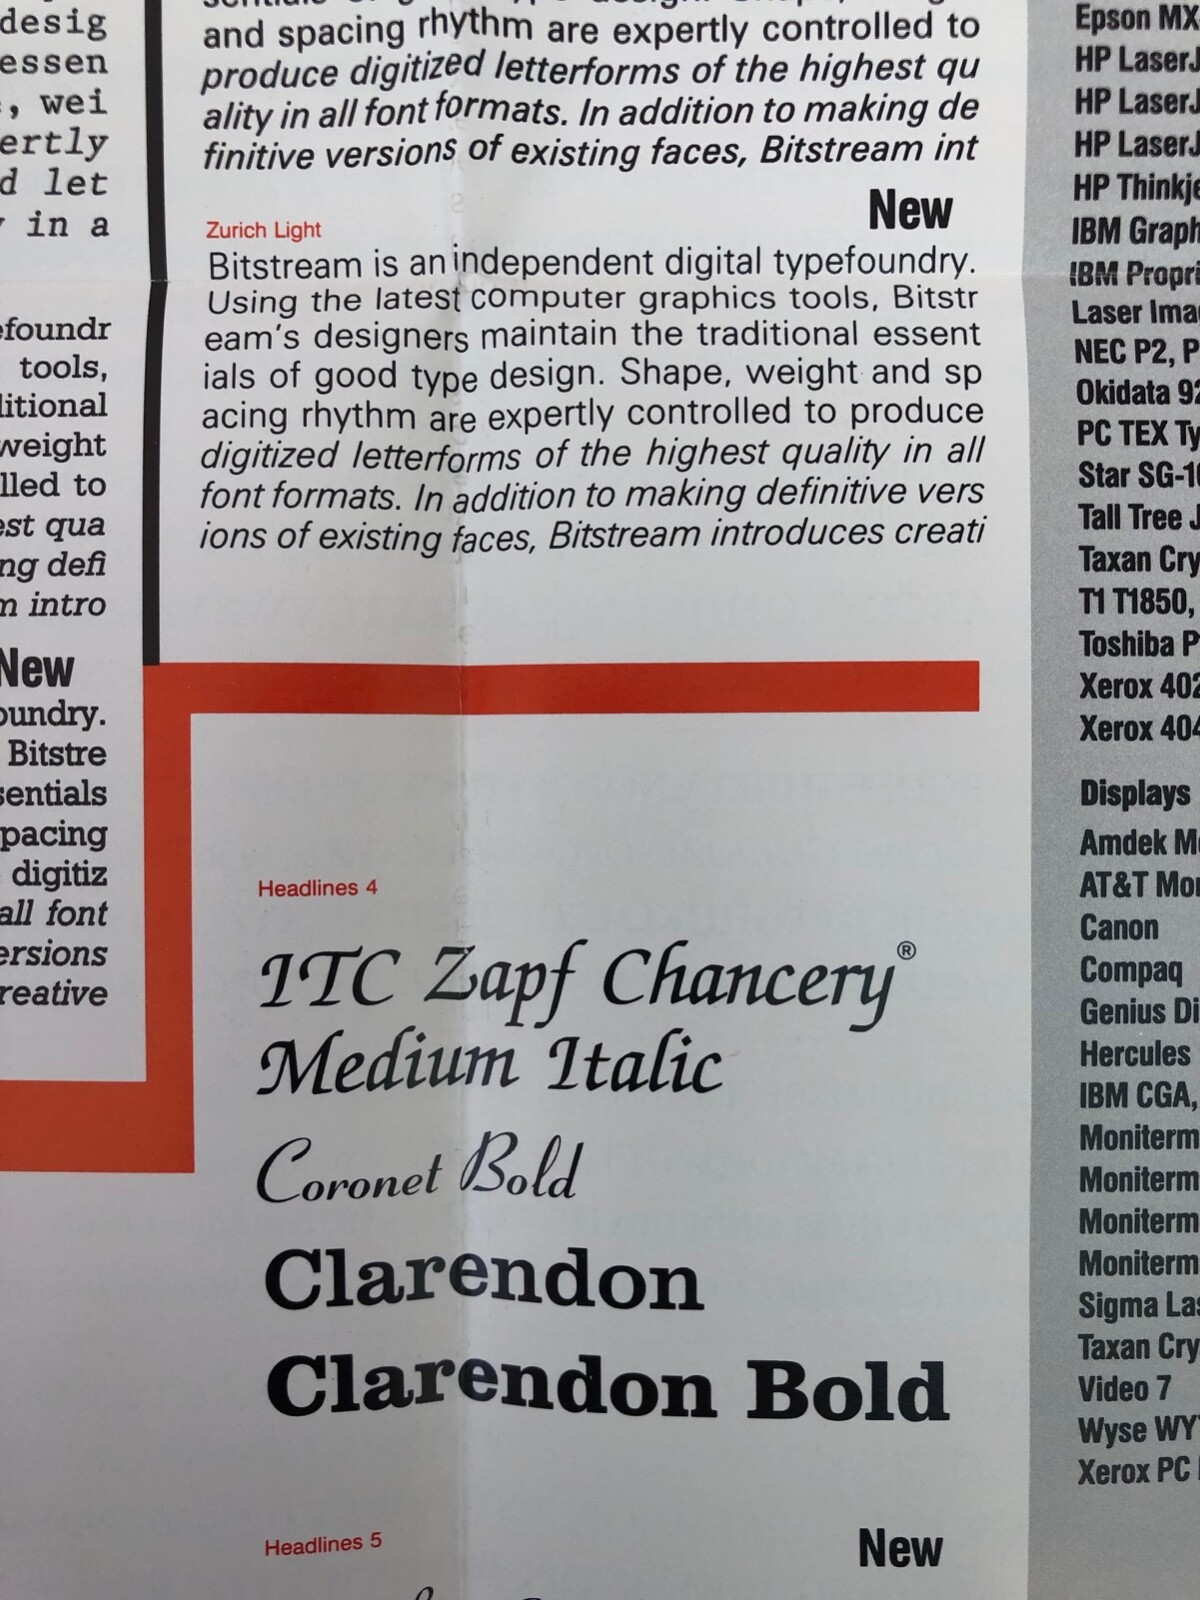 desig
essen
wei
ertly
d let
in a
foundr
tools,
litional
weight
lled to
est qua
ng defi
m intro
New
oundry.
Bitstre
sentials
pacing
digitiz
all font
ersions
reative
and spacing rhythm are expertly controlled to
produce digitized letterforms of the highest qu
ality in all font formats. In addition to making de
finitive versions of existing faces, Bitstream int
New
Zurich Light
Bitstream is an independent digital typefoundry.
Using the latest computer graphics tools, Bitstr
eam's designers maintain the traditional essent
ials of good type design. Shape, weight and sp
acing rhythm are expertly controlled to produce
digitized letterforms of the highest quality in all
font formats. In addition to making definitive vers
ions of existing faces, Bitstream introduces creati
Headlines 4
ITC Zapf Chancery®
Medium Italic
Coronet Bold
Clarendon
Clarendon Bold
Headlines 5
New
Epson MX
HP LaserJ
HP LaserJ
HP LaserJ
HP Thinkje
IBM Graph
IBM Propri
Laser Ima
NEC P2, P
Okidata 92
PC TEX Ty
Star SG-10
Tall Tree J
Taxan Cry
T1 T1850,
Toshiba P
Xerox 402
Xerox 404
Displays
Amdek Mo
AT&T Mon
Canon
Compaq
Genius Di
Hercules
IBM CGA,
Moniterm
Moniterm
Moniterm
Moniterm
Sigma Las
Taxan Cry
Video 7
Wyse WY
Xerox PC